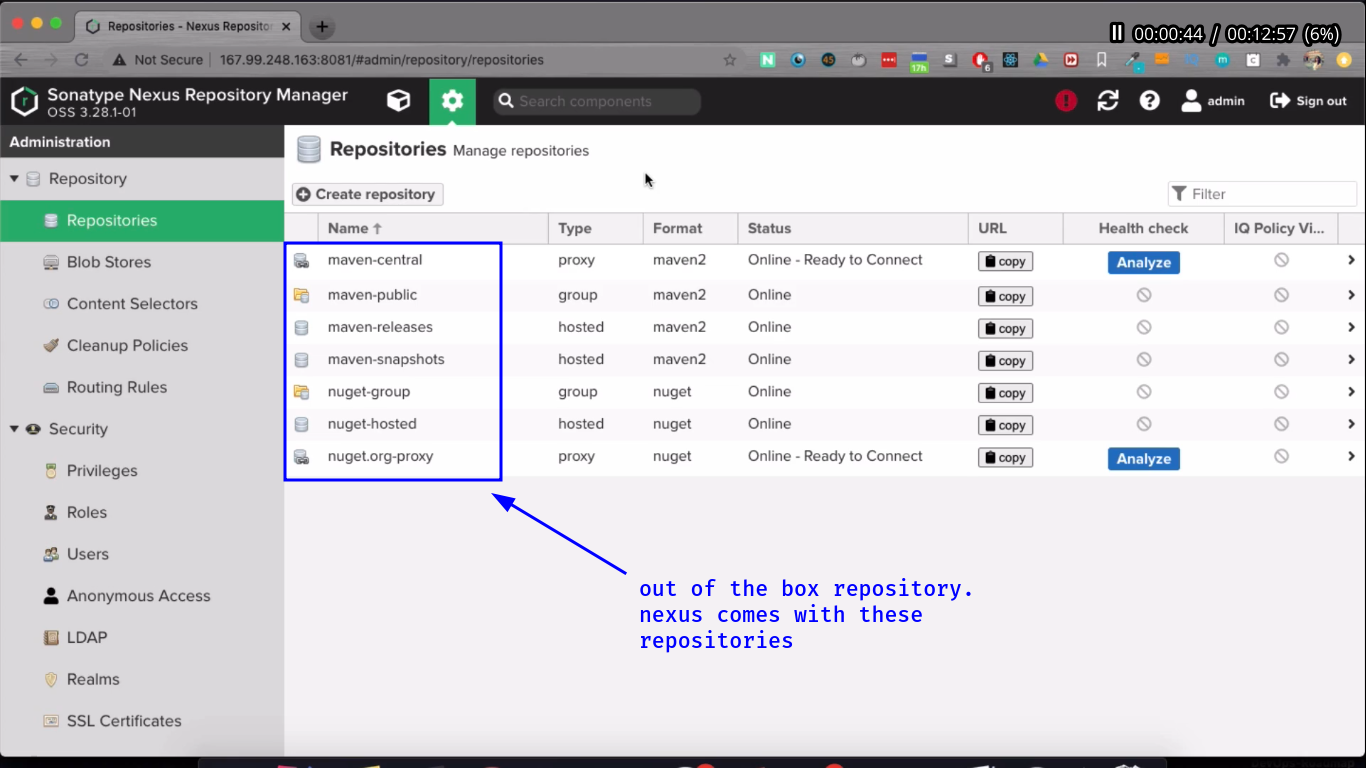 Repositories - Nexus Reposito
00:00:44 / 00:12:57 (6%)
Not Secure 167.99.248.163:8081/#admin/repository/repositories
Sonatype Nexus Repository Manager
OSS 3.28.1-01
Search components
admin
Sign out
Administration
Repository
Repositories
Blob Stores
Content Selectors
Cleanup Policies
Routing Rules
Security
Privileges
Roles
Users
Anonymous Access
LDAP
Realms
SSL Certificates
Repositories Manage repositories
Create repository
Filter
Name Type Format Status URL Health check IQ Policy Vi...
maven-central proxy maven2 Online - Ready to Connect copy Analyze
maven-public group maven2 Online copy
maven-releases hosted maven2 Online copy
maven-snapshots hosted maven2 Online copy
nuget-group group nuget Online copy
nuget-hosted hosted nuget Online copy
nuget.org-proxy proxy nuget Online - Ready to Connect copy Analyze
out of the box repository.
nexus comes with these
repositories